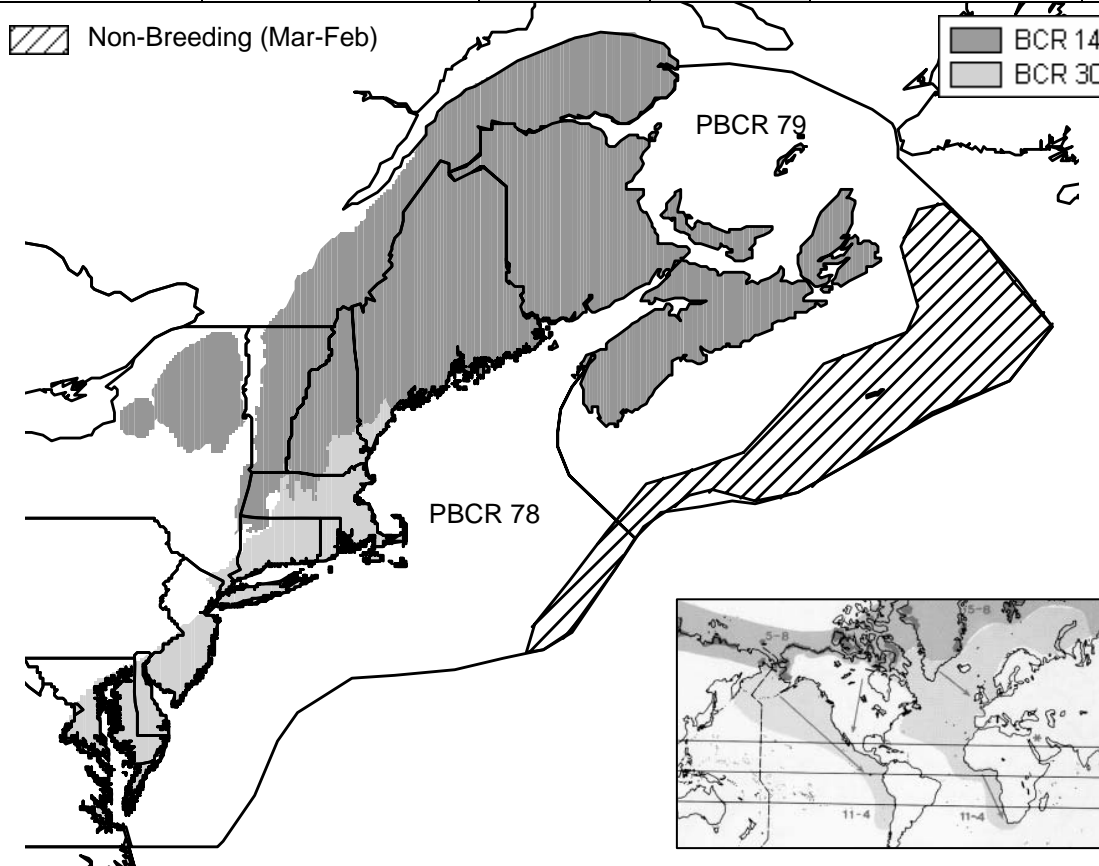 Non-Breeding (Mar-Feb)
BCR 14
BCR 30
PBCR 79
PBCR 78
5-8
5-8
11-4
11-4